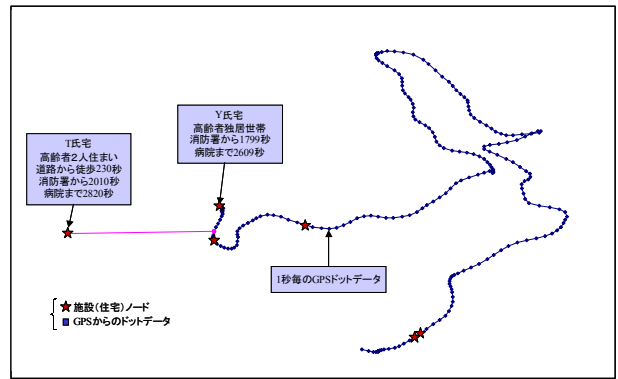 Y氏宅
高齢者独居世帯
消防署から1799秒
病院まで2609秒
T氏宅
高齢者2人住まい
道路から徒歩230秒
消防署から2010秒
病院まで2820秒
1秒毎のGPSドットデータ
施設(住宅)ノード
GPSからのドットデータ